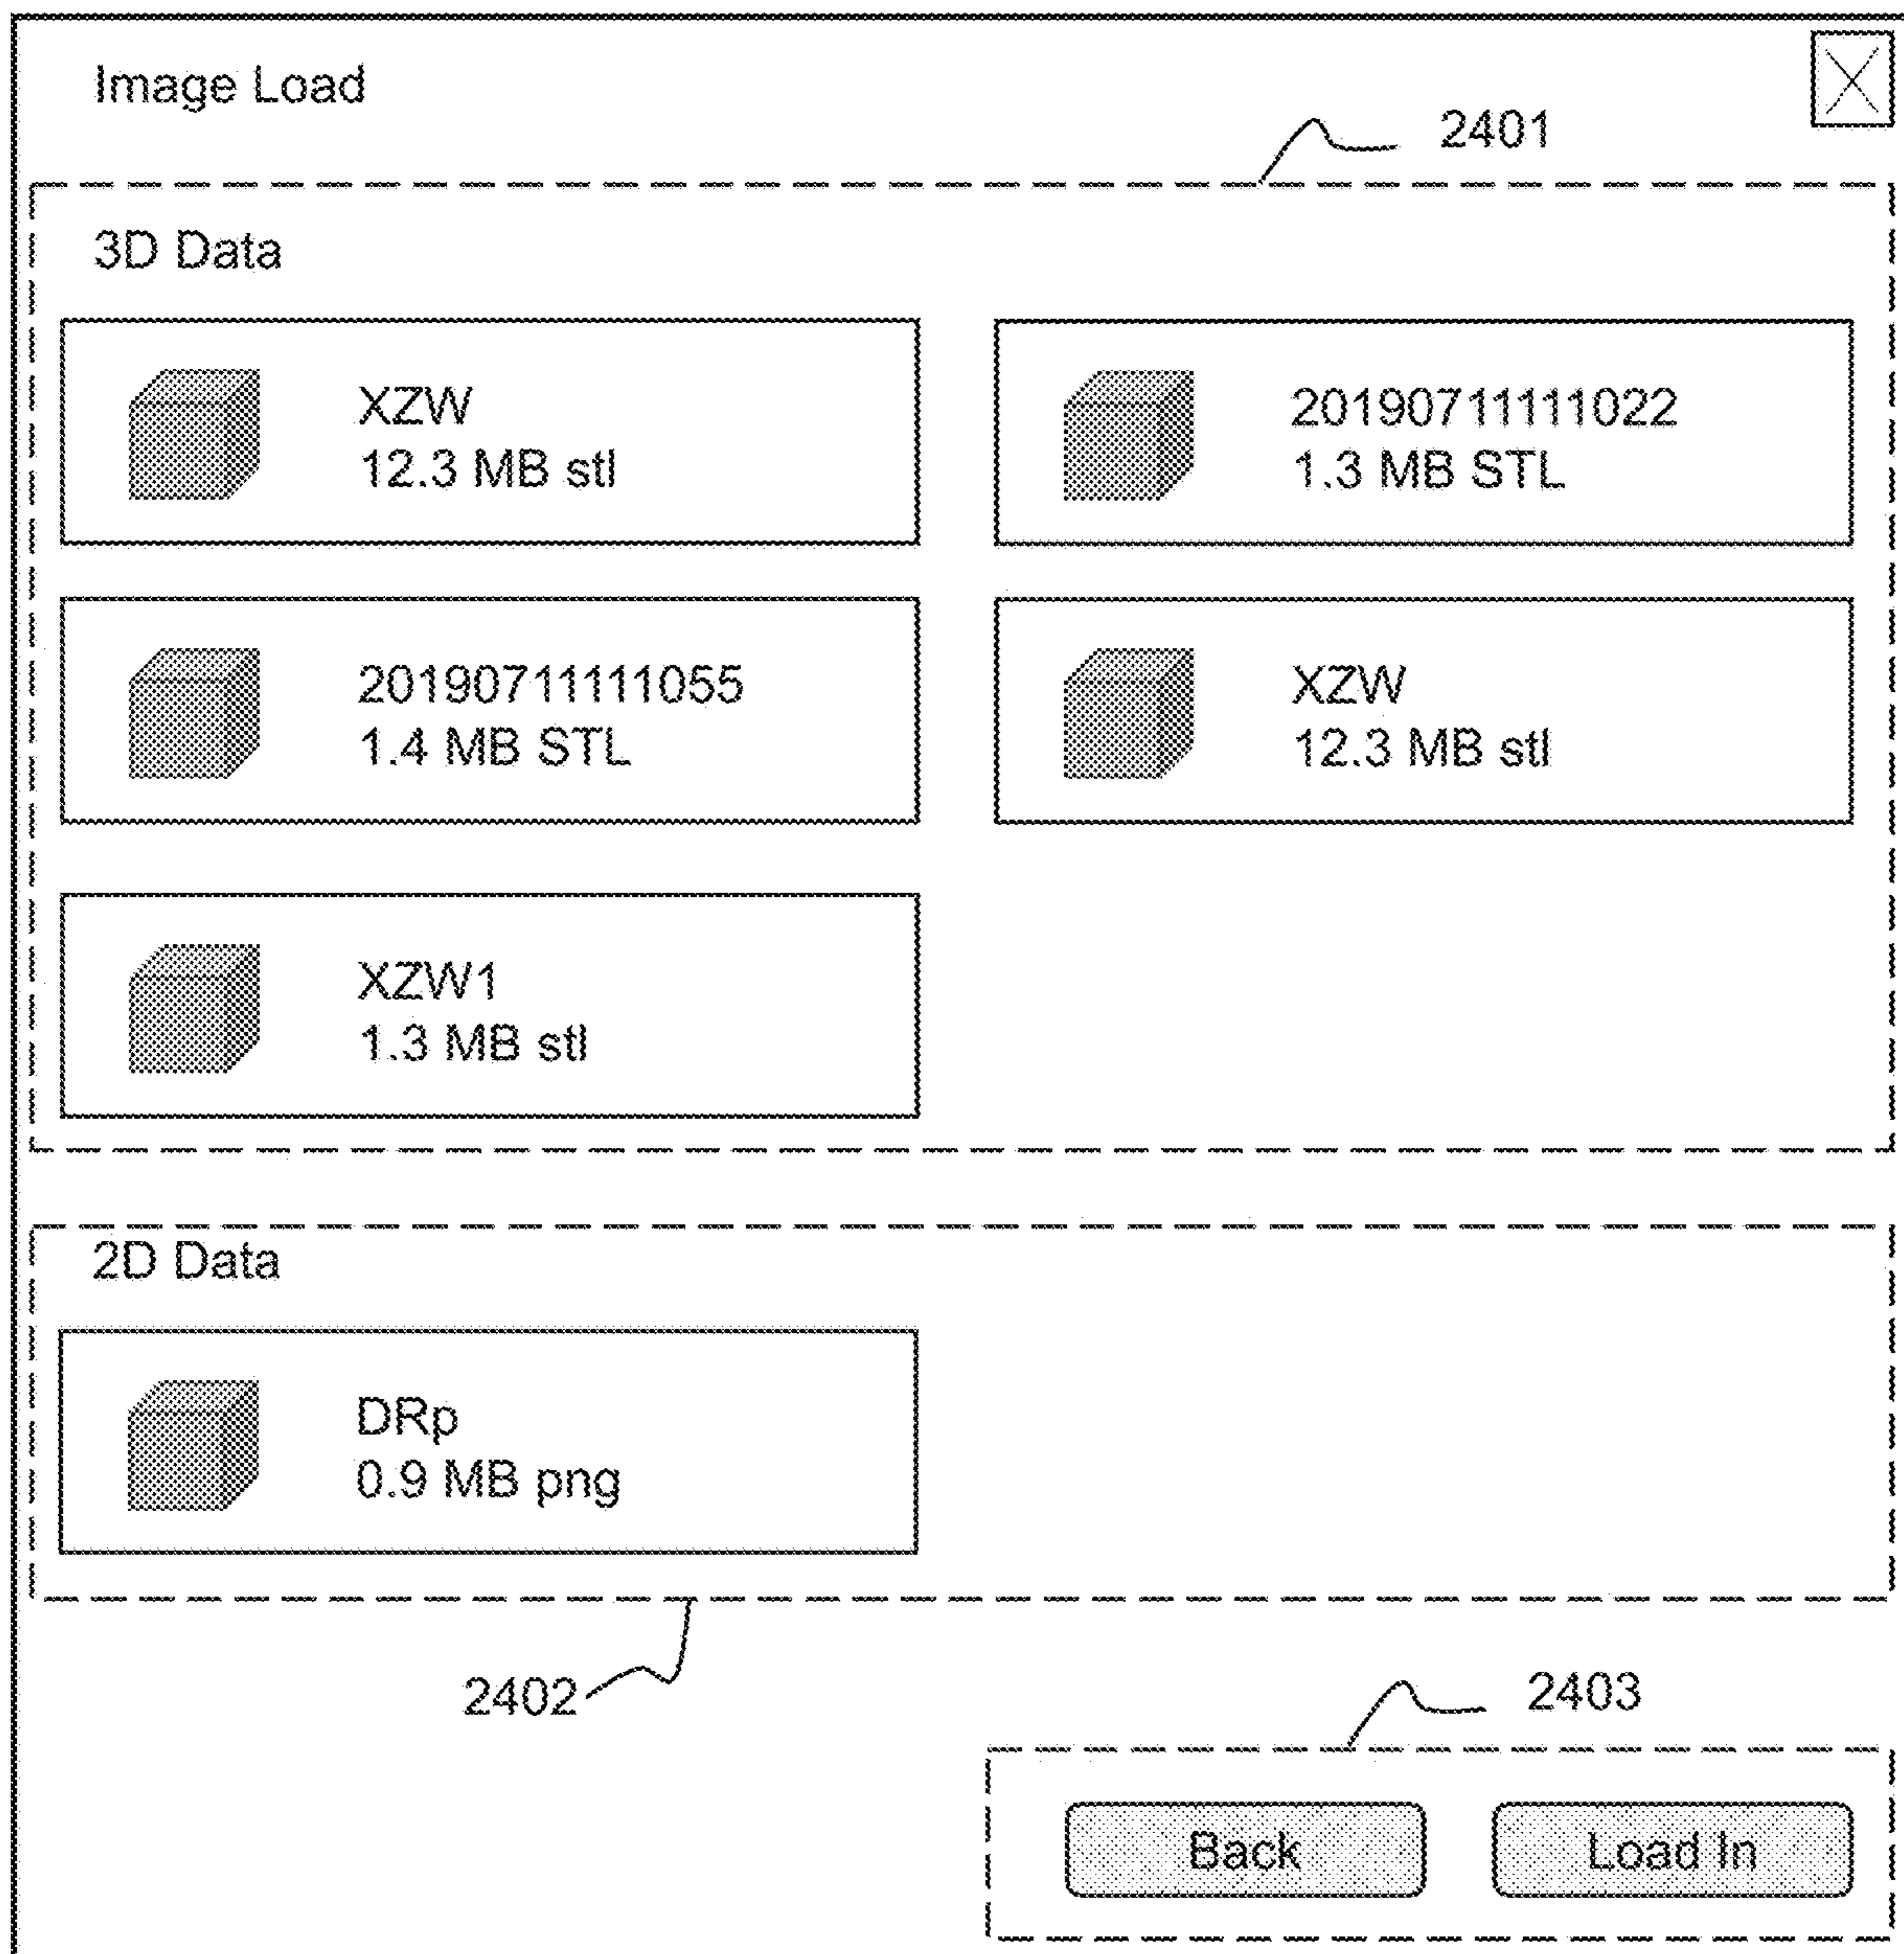 Image Load
2401
3D Data
XZW
12.3 MB stl
20190711111022
1.3 MB STL
20190711111055
1.4 MB STL
XZW
12.3 MB stl
XZW1
1.3 MB stl
2D Data
DRp
0.9 MB png
2402
2403
Back
Load In